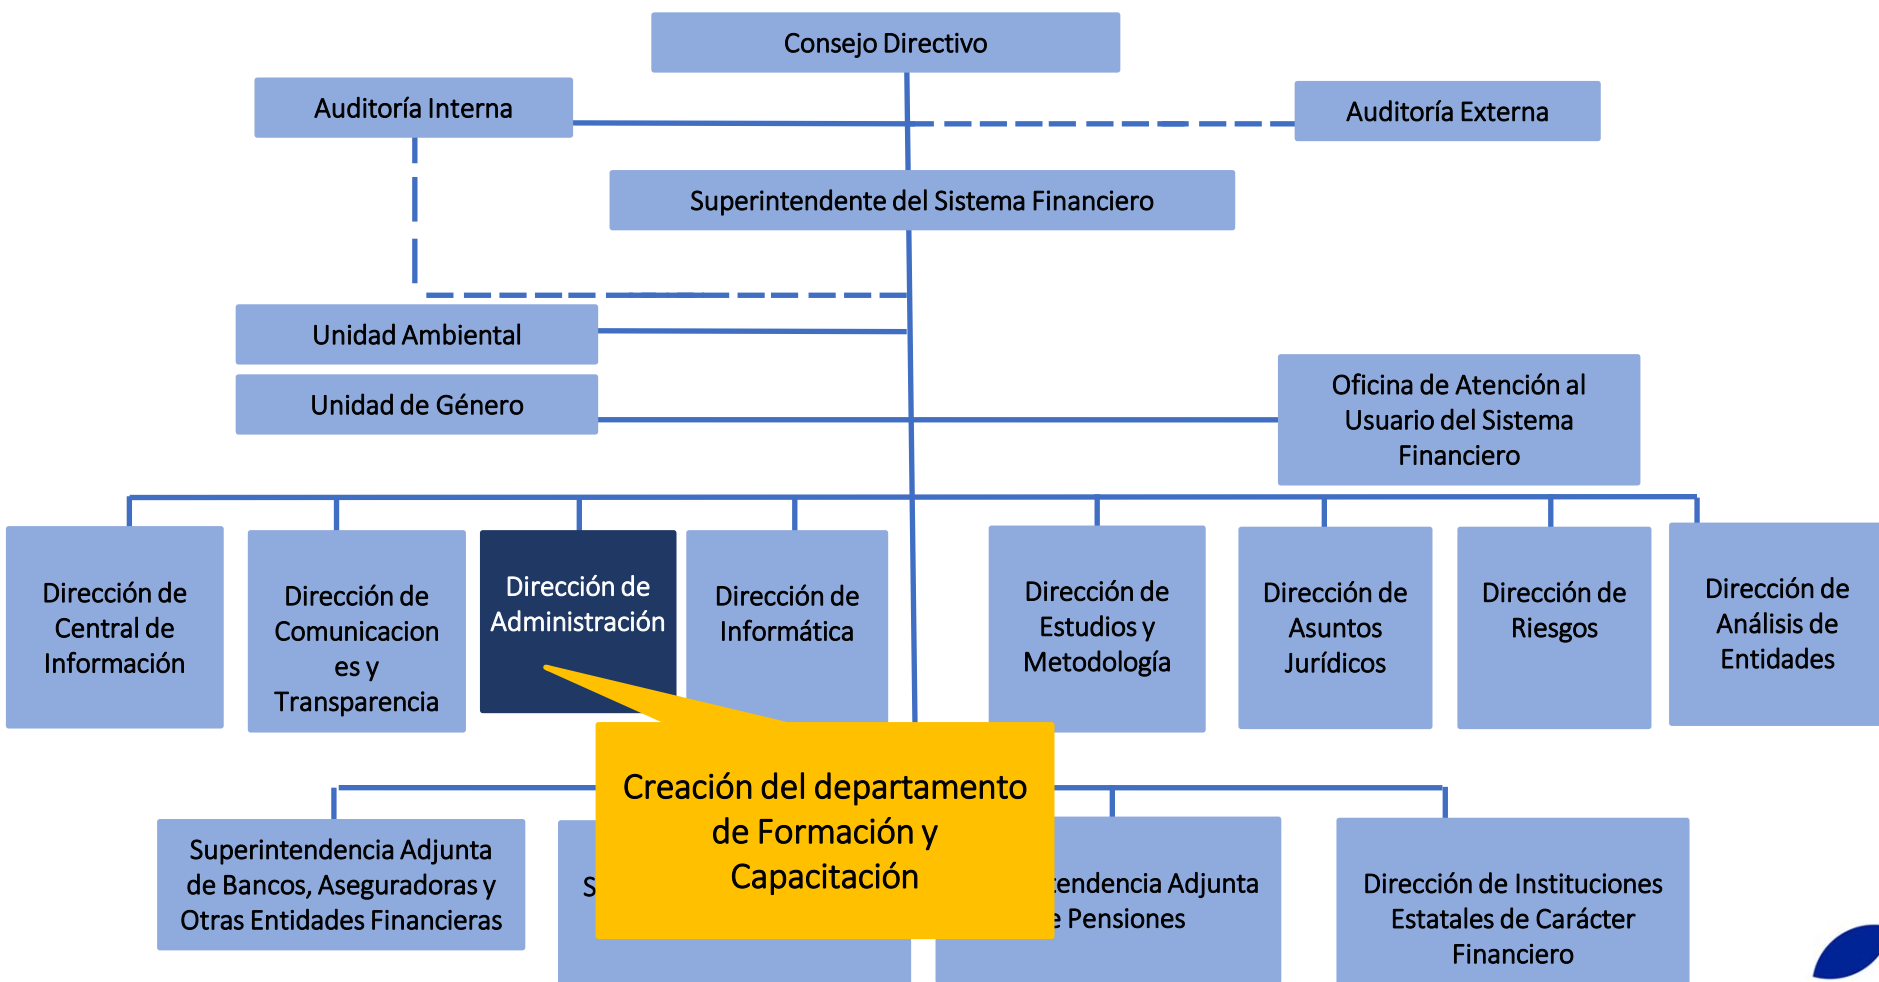 Consejo Directivo
Auditoría Interna
Auditoría Externa
Superintendente del Sistema Financiero
Unidad Ambiental
Unidad de Género
Oficina de Atención al
Usuario del Sistema
Financiero
Dirección de
Central de
Información
Dirección de
Comunicacion
es y
Transparencia
Dirección de
Administración
Dirección de
Informática
Dirección de
Estudios y
Metodología
Dirección de
Asuntos
Jurídicos
Dirección de
Riesgos
Dirección de
Análisis de
Entidades
Creación del departamento
de Formación y
Capacitación
Superintendencia Adjunta
de Bancos, Aseguradoras y
Otras Entidades Financieras
Adjunta
Pensiones
Dirección de Instituciones
Estatales de Carácter
Financiero